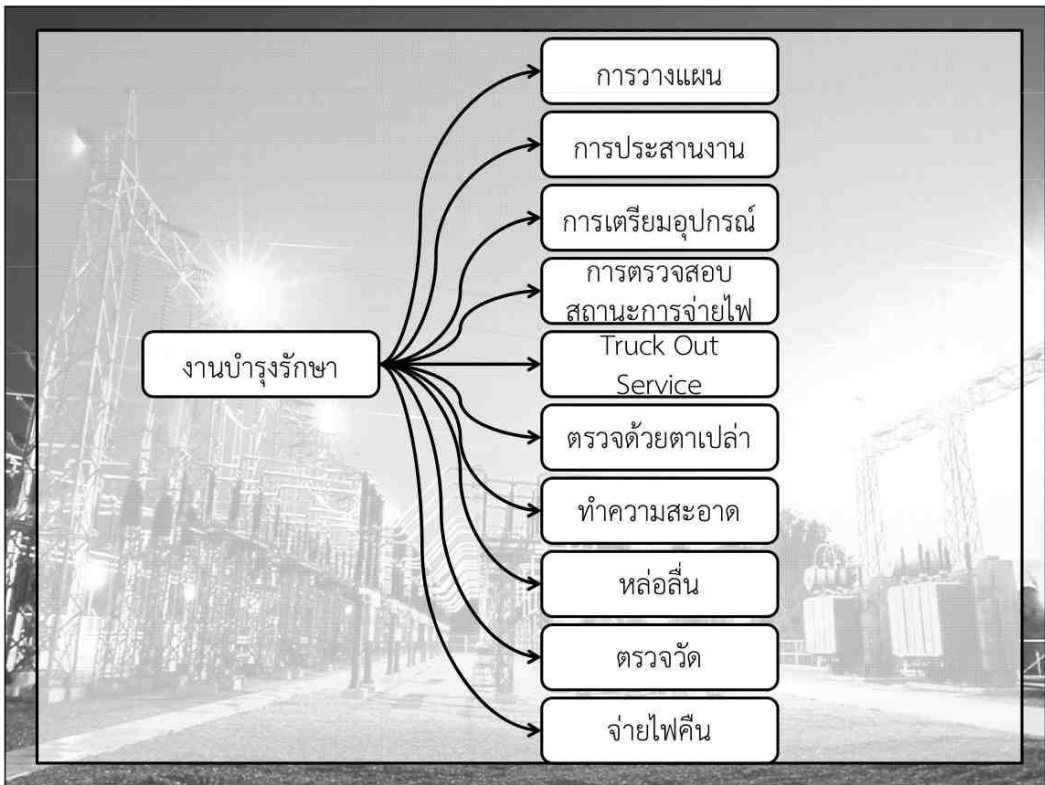 การวางแผน
การประสานงาน
การเตรียมอุปกรณ์
การตรวจสอบ
สถานะการจ่ายไฟ
งานบำรุงรักษา
Truck Out
Service
ตรวจด้วยตาเปล่า
ทำความสะอาด
หล่อลื่น
ตรวจวัด
จ่ายไฟคืน